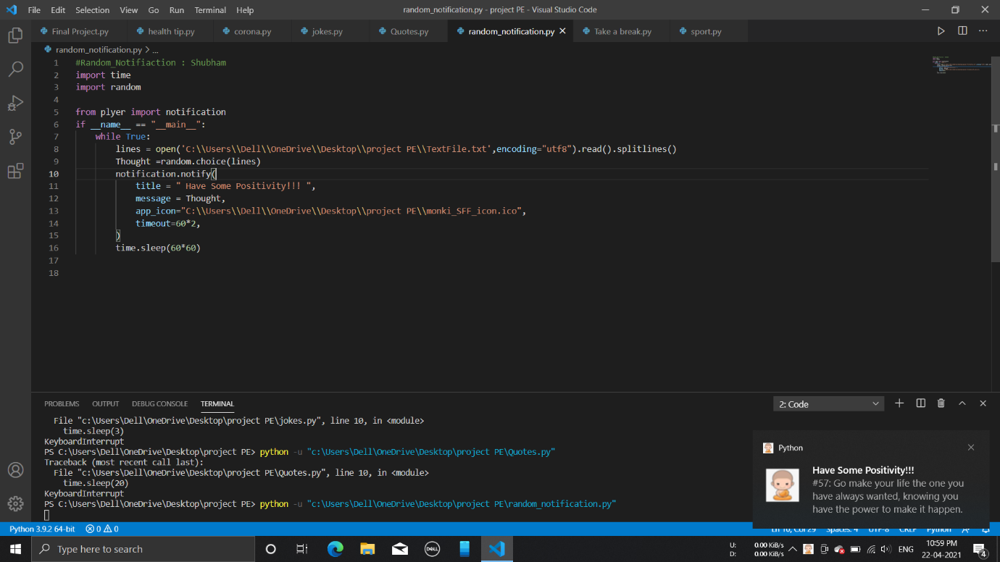 File Edit Selection View Go Run Terminal Help random_notification.py - project PE - Visual Studio Code
Final Project.py health tip.py corona.py jokes.py Quotes.py random_notification.py Take a break.py sport.py
random_notification.py > ...
1 #Random_Notifiaction : Shubham
2 import time
3 import random
4
5 from plyer import notification
6 if __name__ == "__main__":
7 while True:
8 lines = open('C:\\Users\\Dell\\OneDrive\\Desktop\\project PE\\TextFile.txt',encoding="utf8").read().splitlines()
9 Thought =random.choice(lines)
10 notification.notify(
11 title = " Have Some Positivity!!! ",
12 message = Thought,
13 app_icon="C:\\Users\\Dell\\OneDrive\\Desktop\\project PE\\monki_SFF_icon.ico",
14 timeout=60*2,
15 )
16 time.sleep(60*60)
17
18
PROBLEMS OUTPUT DEBUG CONSOLE TERMINAL 2: Code
File "c:\Users\Dell\OneDrive\Desktop\project PE\jokes.py", line 10, in <module>
time.sleep(3)
KeyboardInterrupt
PS C:\Users\Dell\OneDrive\Desktop\project PE> python -u "c:\Users\Dell\OneDrive\Desktop\project PE\Quotes.py"
Traceback (most recent call last):
File "c:\Users\Dell\OneDrive\Desktop\project PE\Quotes.py", line 10, in <module>
time.sleep(20)
KeyboardInterrupt
PS C:\Users\Dell\OneDrive\Desktop\project PE> python -u "c:\Users\Dell\OneDrive\Desktop\project PE\random_notification.py"
Python
Have Some Positivity!!!
#57: Go make your life the one you
have always wanted, knowing you
have the power to make it happen.
Python 3.9.2 64-bit 0 0 Ln 10, Col 29 Spaces: 4 UTF-8 CRLF Python
Type here to search
DELL
U: 0.00 KiB/s
D: 0.00 KiB/s
ENG
10:59 PM
22-04-2021
4